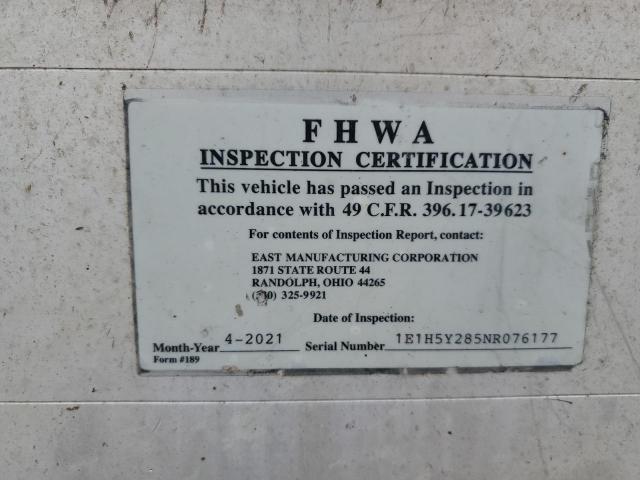 FHWA
INSPECTION CERTIFICATION
This vehicle has passed an Inspection in
accordance with 49 C.F.R. 396.17-39623
For contents of Inspection Report, contact:
EAST MANUFACTURING CORPORATION
1871 STATE ROUTE 44
RANDOLPH, OHIO 44265
325-9921
Date of Inspection:
Month-Year 4-2021 Serial Number 1E1H5Y285NR076177
Form #189